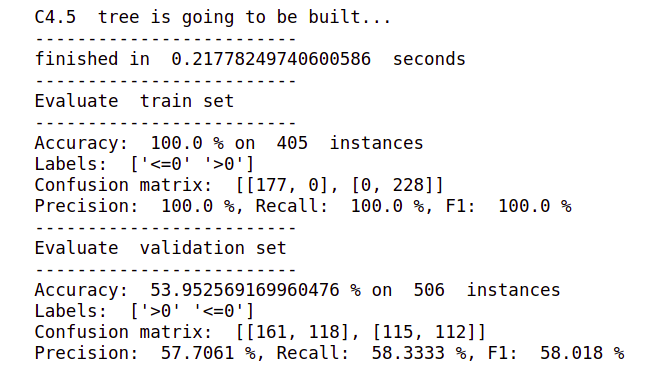 C4.5  tree is going to be built...
-------------------------
finished in  0.21778249740600586  seconds
-------------------------
Evaluate  train set
-------------------------
Accuracy:  100.0 % on  405  instances
Labels:  ['<=0' '>0']
Confusion matrix:  [[177, 0], [0, 228]]
Precision:  100.0 %, Recall:  100.0 %, F1:  100.0 %
-------------------------
Evaluate  validation set
-------------------------
Accuracy:  53.952569169960476 % on  506  instances
Labels:  ['>0' '<=0']
Confusion matrix:  [[161, 118], [115, 112]]
Precision:  57.7061 %, Recall:  58.3333 %, F1:  58.018 %